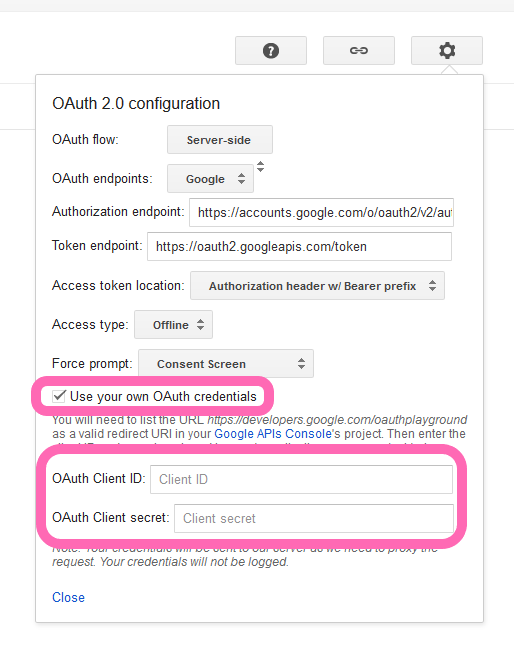 OAuth 2.0 configuration
OAuth flow: Server-side
OAuth endpoints: Google
Authorization endpoint: https://accounts.google.com/o/oauth2/v2/aut
Token endpoint: https://oauth2.googleapis.com/token
Access token location: Authorization header w/ Bearer prefix
Access type: Offline
Force prompt: Consent Screen
Use your own OAuth credentials
You will need to list the URL https://developers.google.com/oauthplayground
as a valid redirect URI in your Google APIs Console's project. Then enter the
OAuth Client ID: Client ID
OAuth Client secret: Client secret
Note: Your credentials will be sent to our server as we need to proxy the
request. Your credentials will not be logged.
Close